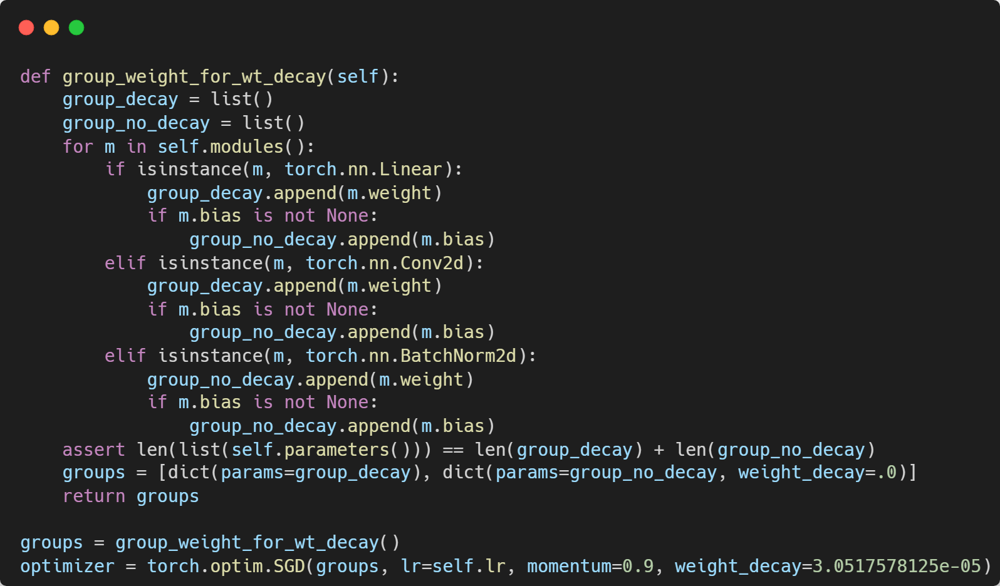 def group_weight_for_wt_decay(self):
    group_decay = list()
    group_no_decay = list()
    for m in self.modules():
        if isinstance(m, torch.nn.Linear):
            group_decay.append(m.weight)
            if m.bias is not None:
                group_no_decay.append(m.bias)
        elif isinstance(m, torch.nn.Conv2d):
            group_decay.append(m.weight)
            if m.bias is not None:
                group_no_decay.append(m.bias)
        elif isinstance(m, torch.nn.BatchNorm2d):
            group_no_decay.append(m.weight)
            if m.bias is not None:
                group_no_decay.append(m.bias)
    assert len(list(self.parameters())) == len(group_decay) + len(group_no_decay)
    groups = [dict(params=group_decay), dict(params=group_no_decay, weight_decay=.0)]
    return groups

groups = group_weight_for_wt_decay()
optimizer = torch.optim.SGD(groups, lr=self.lr, momentum=0.9, weight_decay=3.0517578125e-05)